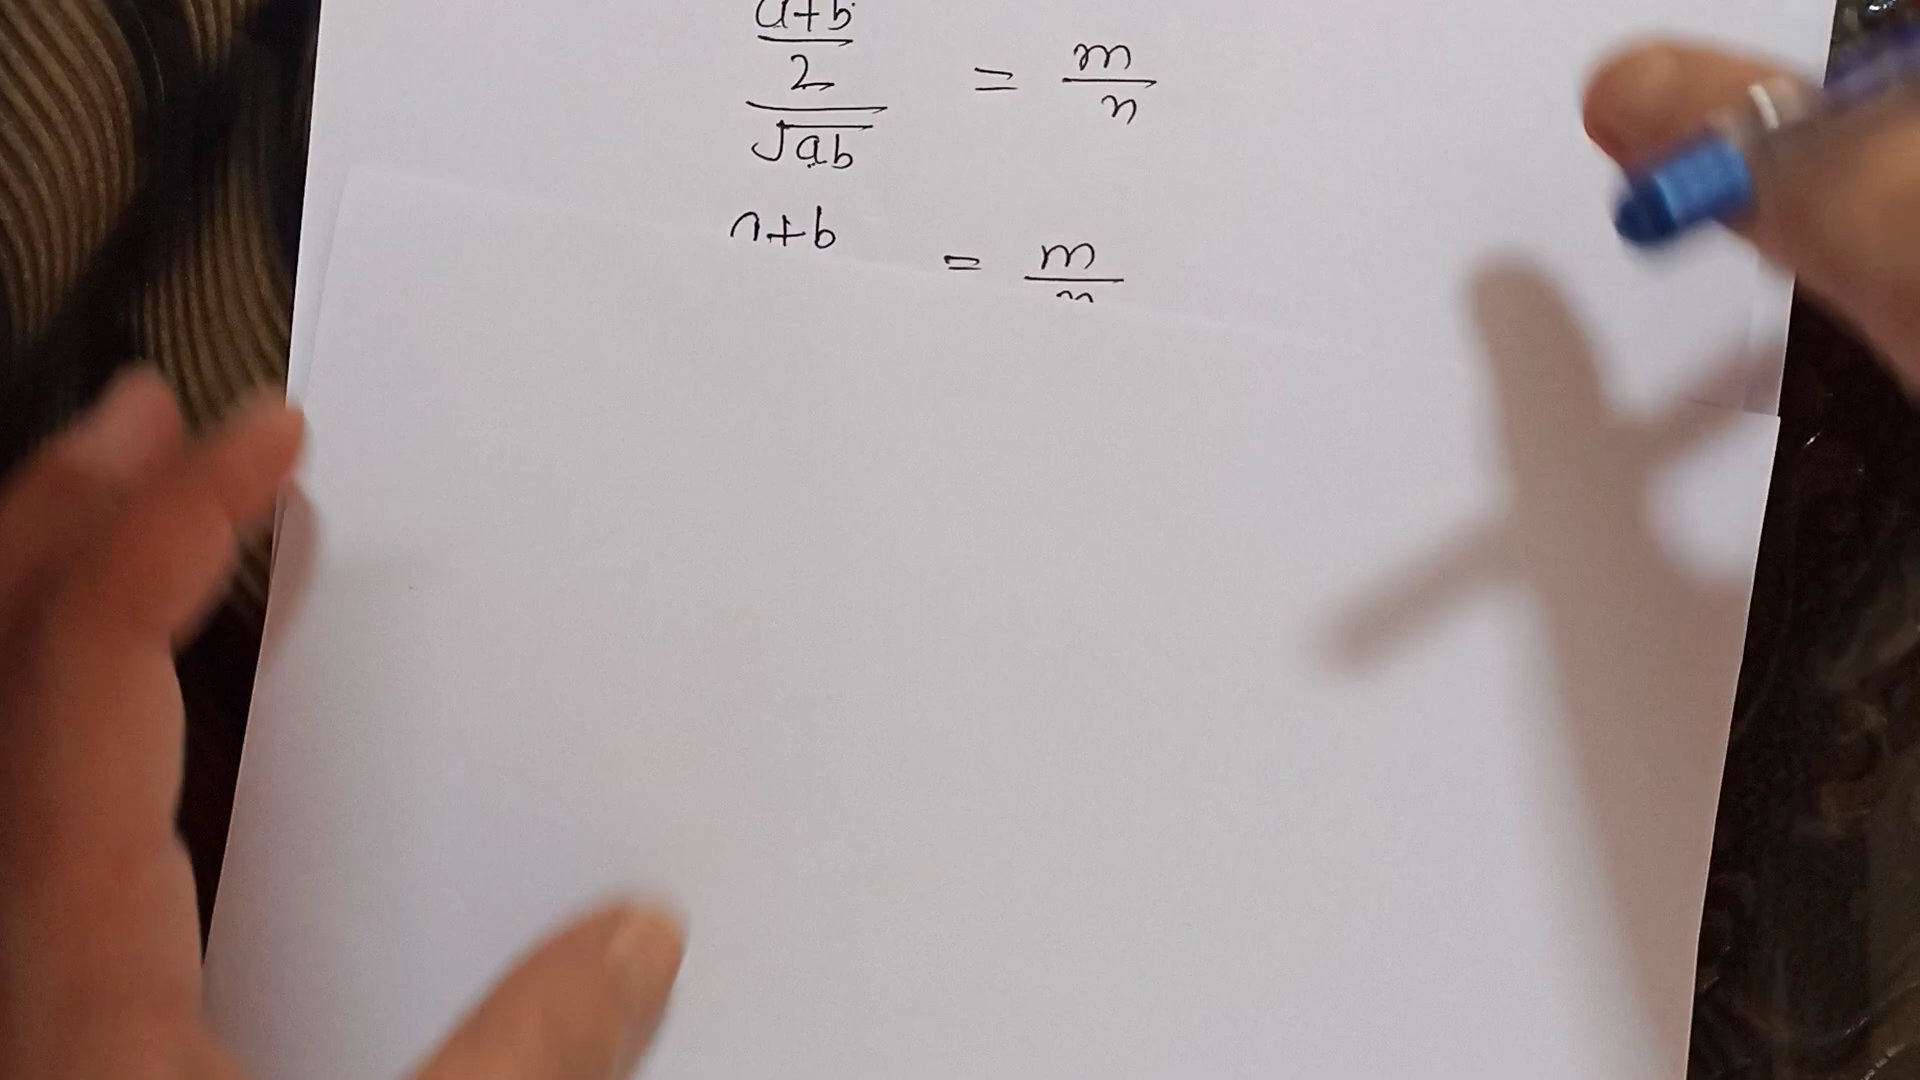 a+b/2 / √ab = m/n
a+b = m/n